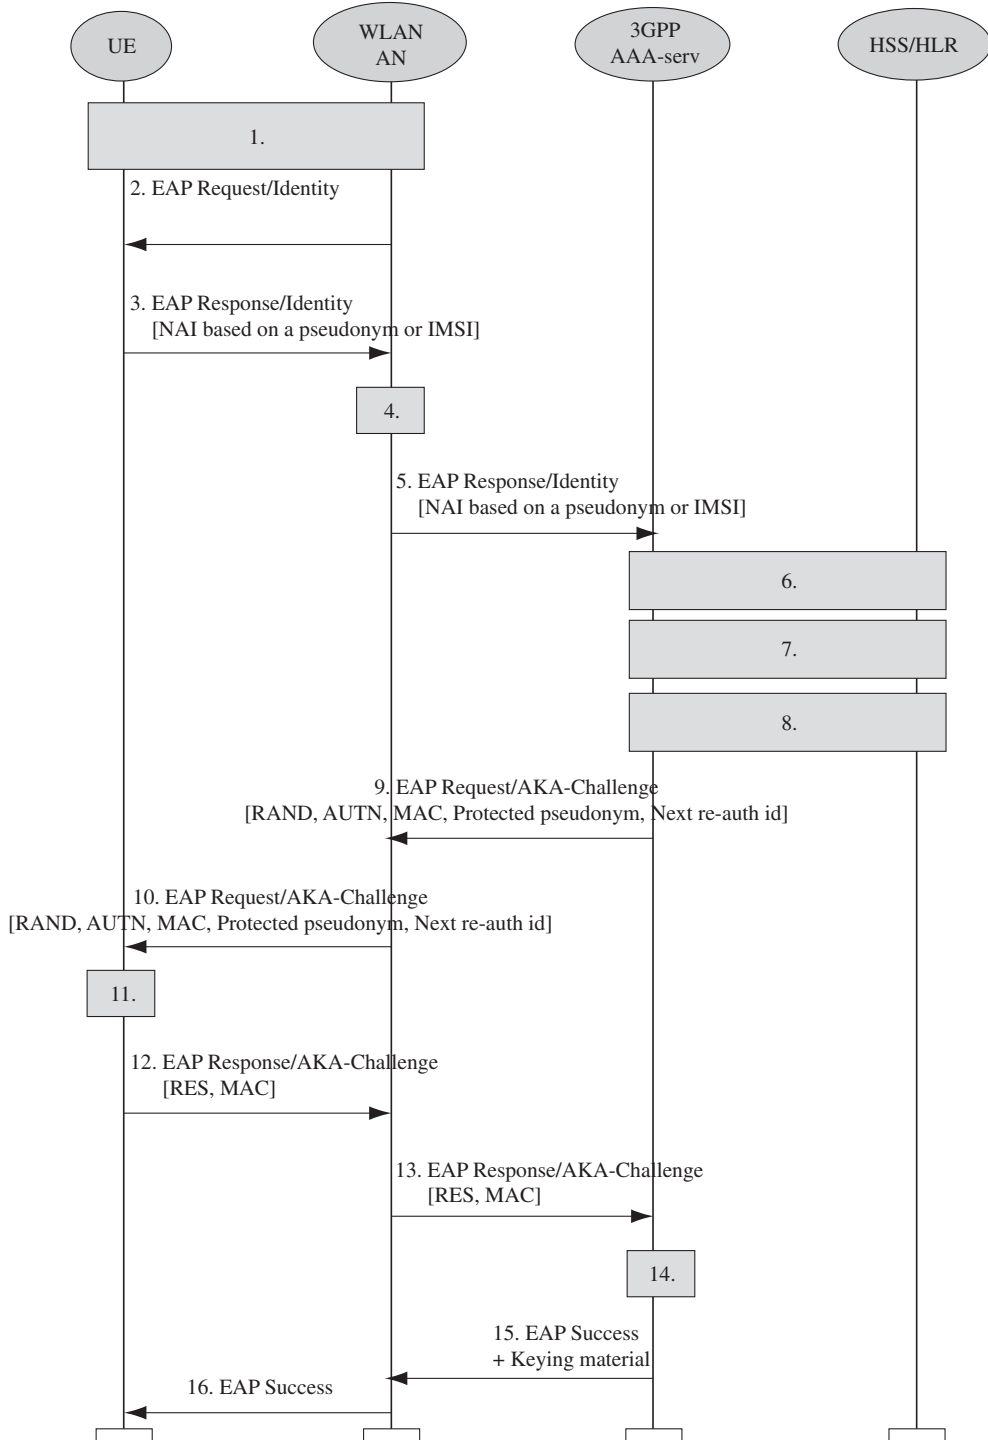 UE
WLAN
AN
3GPP
AAA-serv
HSS/HLR
1.
2. EAP Request/Identity
3. EAP Response/Identity
[NAI based on a pseudonym or IMSI]
4.
5. EAP Response/Identity
[NAI based on a pseudonym or IMSI]
6.
7.
8.
9. EAP Request/AKA-Challenge
[RAND, AUTN, MAC, Protected pseudonym, Next re-auth id]
10. EAP Request/AKA-Challenge
[RAND, AUTN, MAC, Protected pseudonym, Next re-auth id]
11.
12. EAP Response/AKA-Challenge
[RES, MAC]
13. EAP Response/AKA-Challenge
[RES, MAC]
14.
15. EAP Success
+ Keying material
16. EAP Success